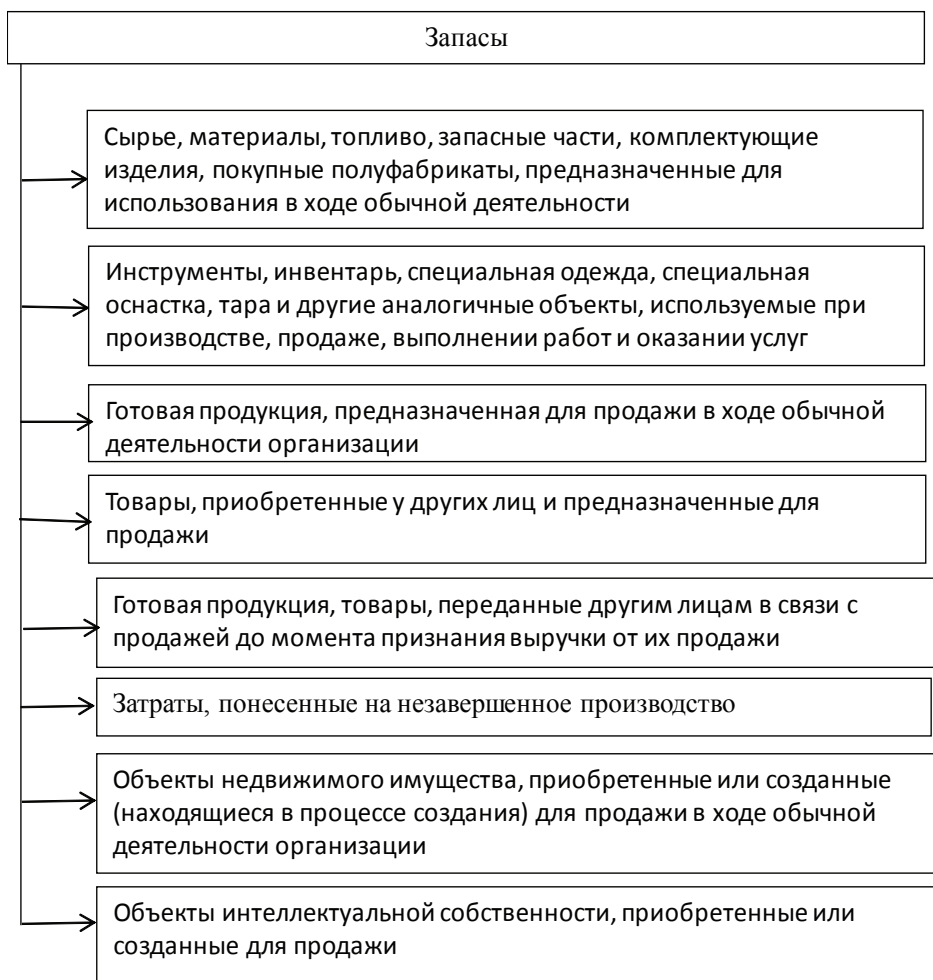 Запасы
Сырье, материалы, топливо, запасные части, комплектующие
изделия, покупные полуфабрикаты, предназначенные для
использования в ходе обычной деятельности
Инструменты, инвентарь, специальная одежда, специальная
оснастка, тара и другие аналогичные объекты, используемые при
производстве, продаже, выполнении работ и оказании услуг
Готовая продукция, предназначенная для продажи в ходе обычной
деятельности организации
Товары, приобретенные у других лиц и предназначенные для
продажи
Готовая продукция, товары, переданные другим лицам в связи с
продажей до момента признания выручки от их продажи
Затраты, понесенные на незавершенное производство
Объекты недвижимого имущества, приобретенные или созданные
(находящиеся в процессе создания) для продажи в ходе обычной
деятельности организации
Объекты интеллектуальной собственности, приобретенные или
созданные для продажи